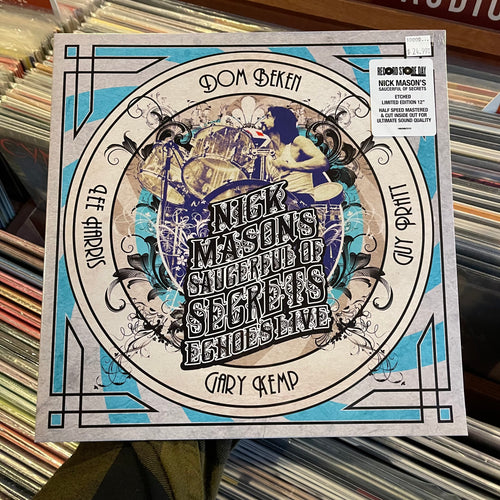 $ 24.99
RECORD STORE DAY
NICK MASON'S
SAUCERFUL OF SECRETS
ETCHED
LIMITED EDITION 12"
HALF SPEED MASTERED
& CUT INSIDE OUT FOR
ULTIMATE SOUND QUALITY
DOM BEKEN
LEE HARRIS
GUY PRATT
NICK
MASON'S
SAUCERFUL OF
SECRETS
ECHOES LIVE
GARY KEMP